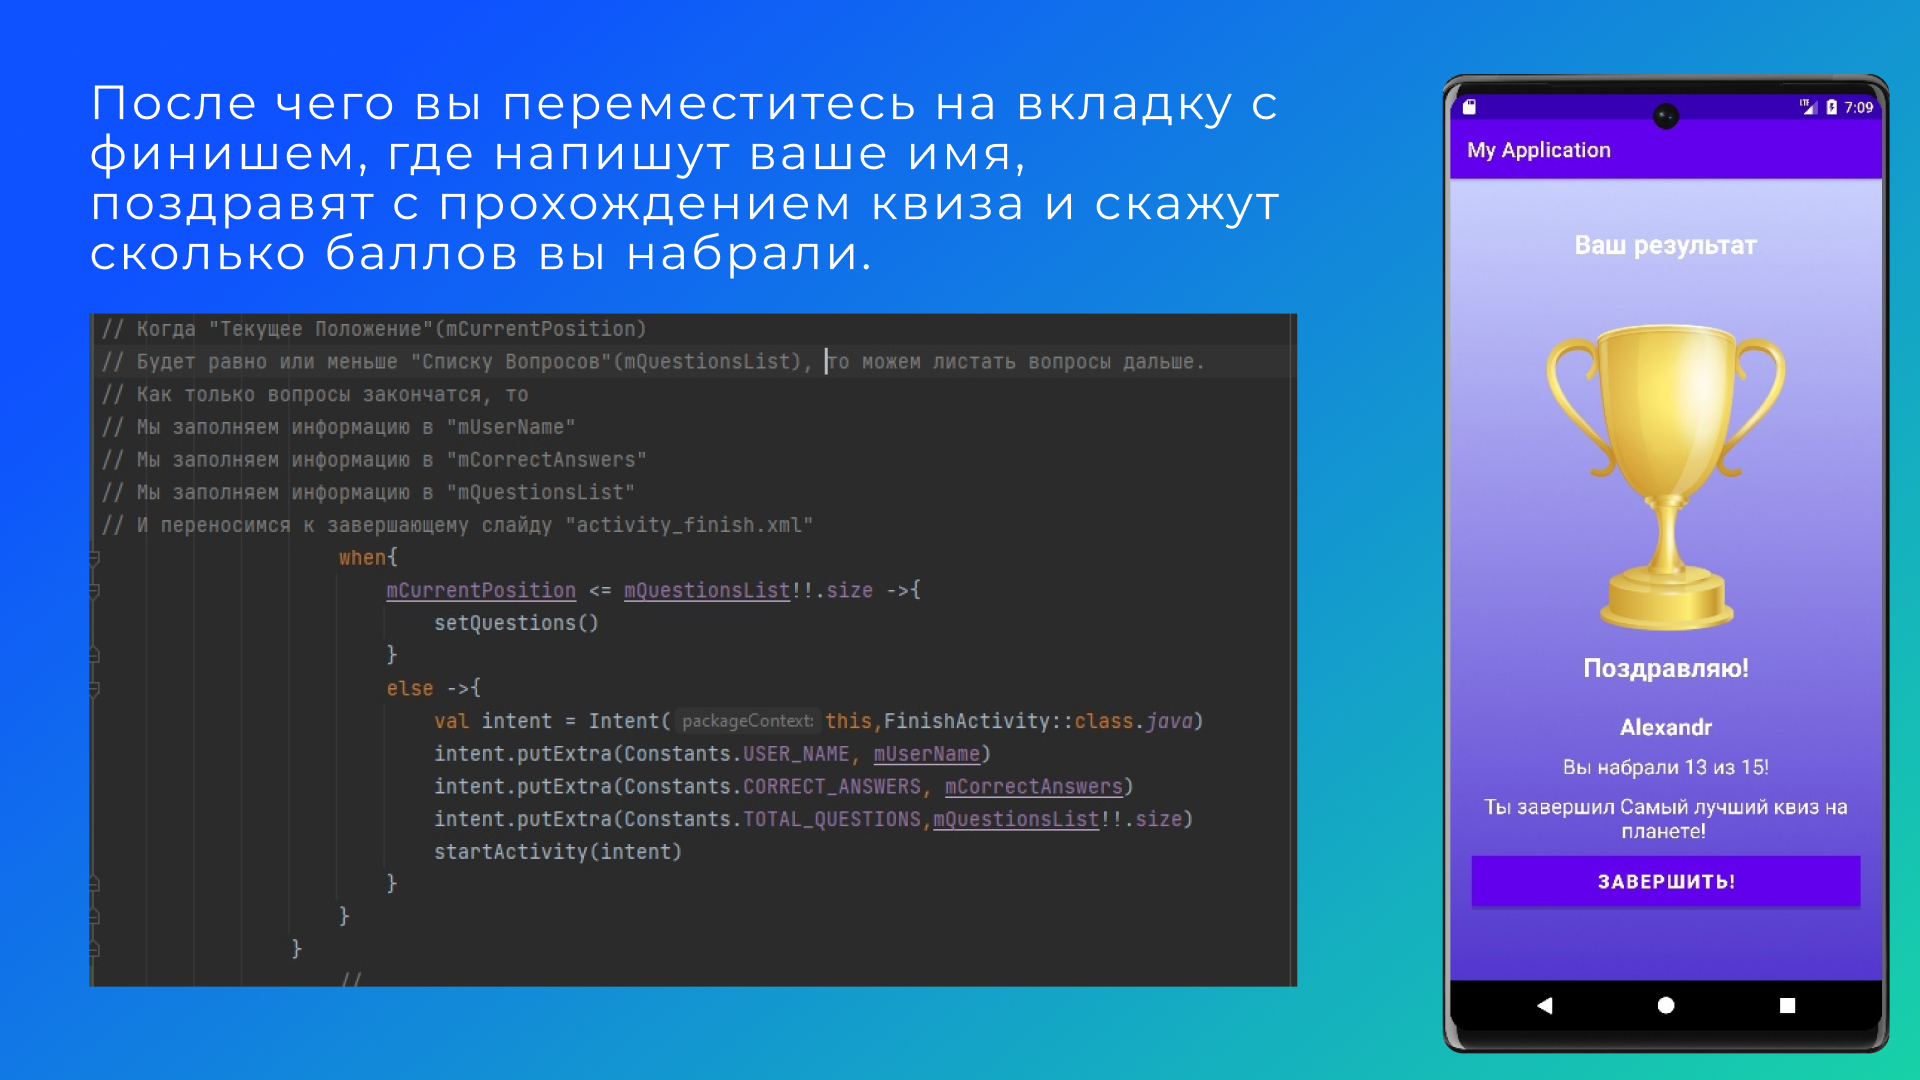 После чего вы переместитесь на вкладку с
финишем, где напишут ваше имя,
поздравят с прохождением квиза и скажут
сколько баллов вы набрали.
// Когда "Текущее Положение"(mCurrentPosition)
// Будет равно или меньше "Списку Вопросов"(mQuestionsList), то можем листать вопросы дальше.
// Как только вопросы закончатся, то
// Мы заполняем информацию в "mUserName"
// Мы заполняем информацию в "mCorrectAnswers"
// Мы заполняем информацию в "mQuestionsList"
// И переносимся к завершающему слайду "activity_finish.xml"
when{
mCurrentPosition <= mQuestionsList!!.size ->{
setQuestions()
}
else ->{
val intent = Intent( packageContext: this,FinishActivity::class.java)
intent.putExtra(Constants.USER_NAME, mUserName)
intent.putExtra(Constants.CORRECT_ANSWERS, mCorrectAnswers)
intent.putExtra(Constants.TOTAL_QUESTIONS,mQuestionsList!!.size)
startActivity(intent)
}
}
}
//
LTE 7:09
My Application
Ваш результат
Поздравляю!
Alexandr
Вы набрали 13 из 15!
Ты завершил Самый лучший квиз на
планете!
ЗАВЕРШИТЬ!